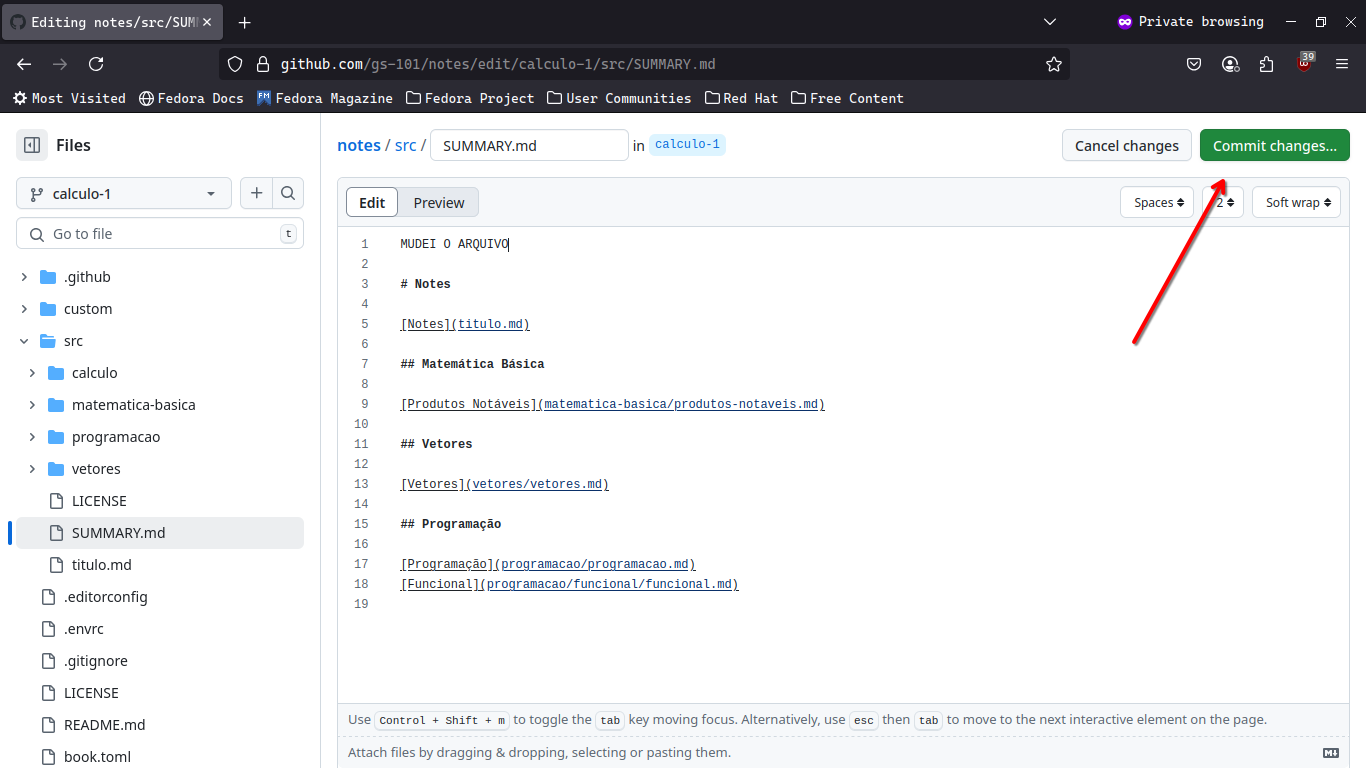 Editing notes/src/SUM
Private browsing
github.com/gs-101/notes/edit/calculo-1/src/SUMMARY.md
39
Most Visited
Fedora Docs
FM
Fedora Magazine
Fedora Project
User Communities
Red Hat
Free Content
Files
notes / src / SUMMARY.md in calculo-1
Cancel changes
Commit changes...
calculo-1
Go to file
t
.github
custom
src
calculo
matematica-basica
programacao
vetores
LICENSE
SUMMARY.md
titulo.md
.editorconfig
.envrc
.gitignore
LICENSE
README.md
book.toml
Edit
Preview
Spaces
2
Soft wrap
1 MUDEI O ARQUIVO
2
3 # Notes
4
5 [Notes](titulo.md)
6
7 ## Matemática Básica
8
9 [Produtos Notáveis](matematica-basica/produtos-notaveis.md)
10
11 ## Vetores
12
13 [Vetores](vetores/vetores.md)
14
15 ## Programação
16
17 [Programação](programacao/programacao.md)
18 [Funcional](programacao/funcional/funcional.md)
19
Use Control + Shift + m to toggle the tab key moving focus. Alternatively, use esc then tab to move to the next interactive element on the page.
Attach files by dragging & dropping, selecting or pasting them.